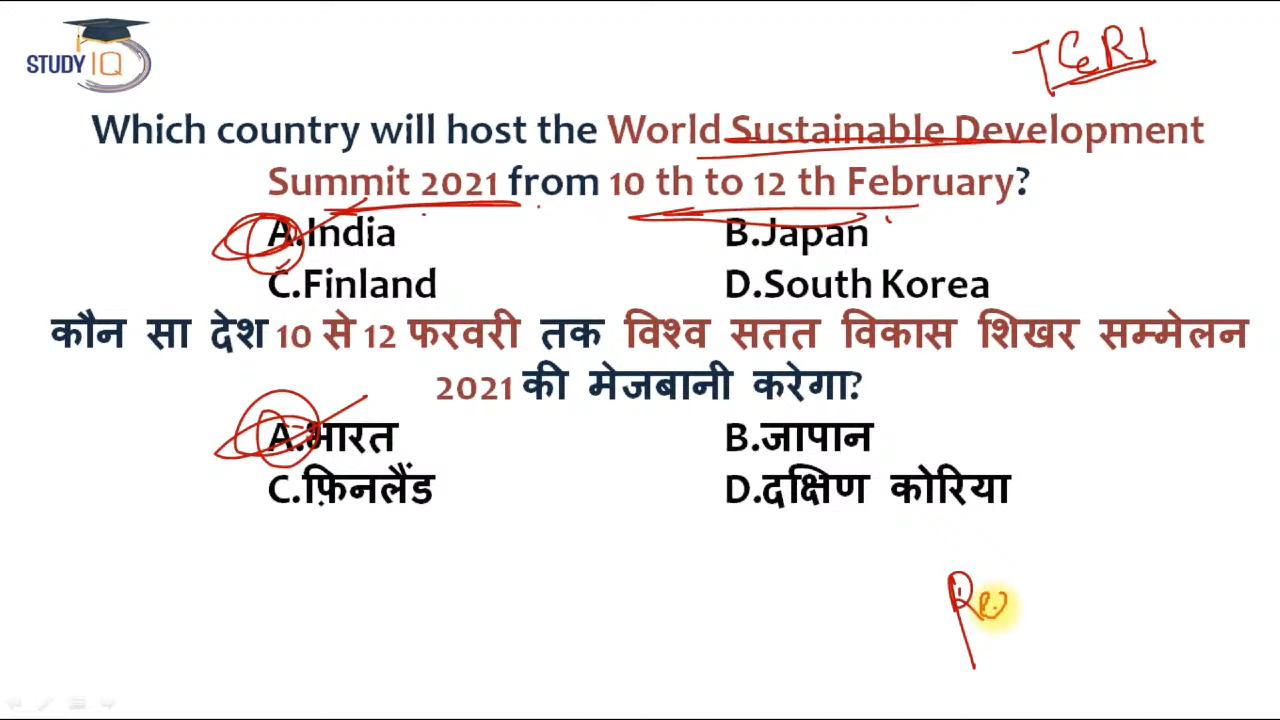 STUDY IQ
TERI
Which country will host the World Sustainable Development
Summit 2021 from 10 th to 12 th February?
A.India B.Japan
C.Finland D.South Korea
कौन सा देश 10 से 12 फरवरी तक विश्व सतत विकास शिखर सम्मेलन
2021 की मेजबानी करेगा?
A.भारत B.जापान
C.फ़िनलैंड D.दक्षिण कोरिया